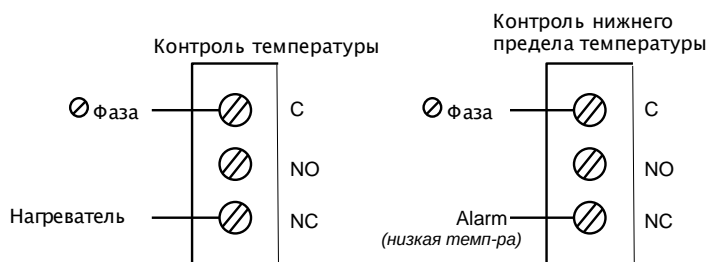 Контроль температуры
Фаза
C
NO
Нагреватель
NC
Контроль нижнего
предела температуры
Фаза
C
NO
Alarm
NC
(низкая темп-ра)